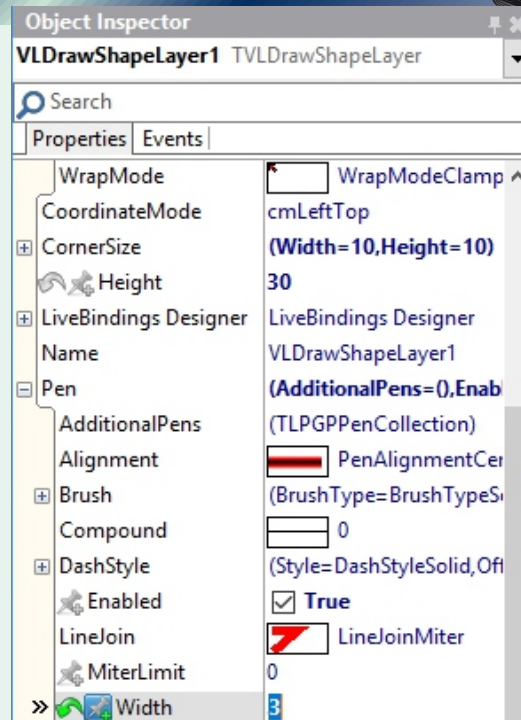 Object Inspector
VLDrawShapeLayer1 TVLDrawShapeLayer
Search
Properties Events
WrapMode WrapModeClamp
CoordinateMode cmLeftTop
CornerSize (Width=10,Height=10)
Height 30
LiveBindings Designer LiveBindings Designer
Name VLDrawShapeLayer1
Pen (AdditionalPens=(),Enab
AdditionalPens (TLPGPPenCollection)
Alignment PenAlignmentCer
Brush (BrushType=BrushTypeS
Compound 0
DashStyle (Style=DashStyleSolid,Off
Enabled True
LineJoin LineJoinMiter
MiterLimit 0
» Width 3